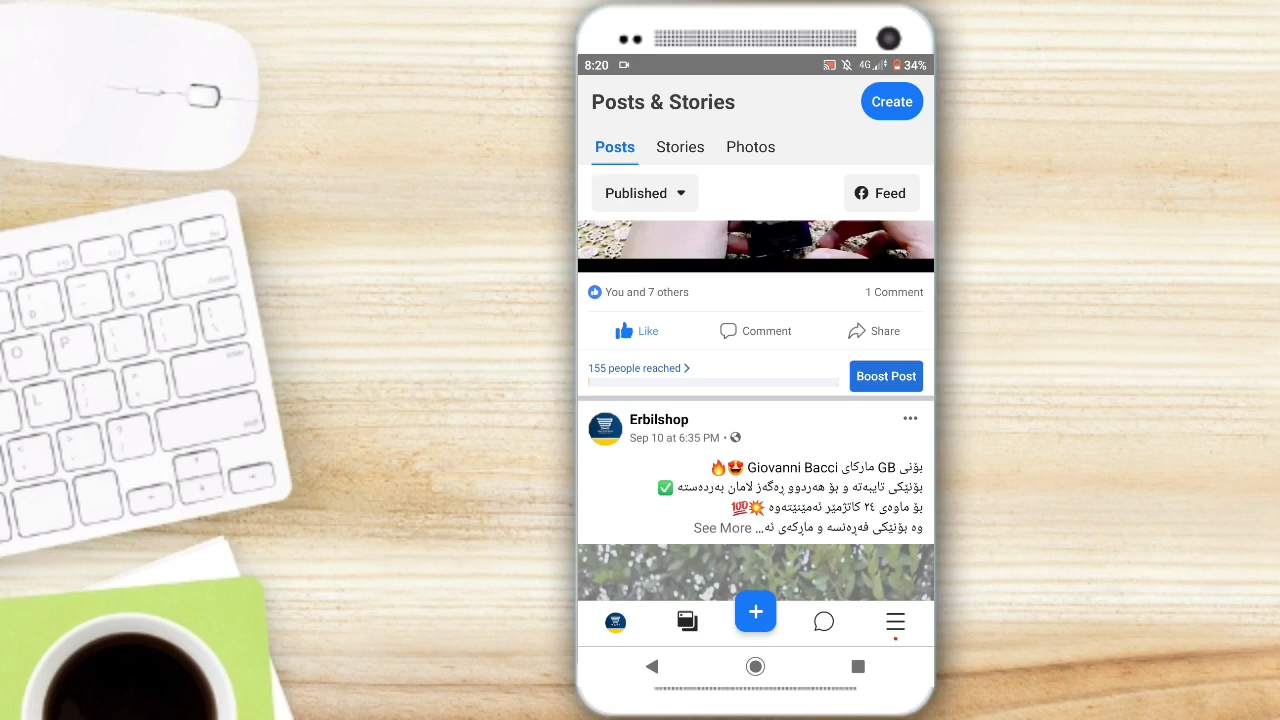 8:20
4G
34%
Posts & Stories
Create
Posts
Stories
Photos
Published
Feed
You and 7 others
1 Comment
Like
Comment
Share
155 people reached
Boost Post
Erbilshop
Sep 10 at 6:35 PM
بۆنی GB مارکای Giovanni Bacci 😍🔥
بۆنێکی تایبەتە و بۆ هەردوو ڕەگەز لامان بەردەستە ✅
بۆ ماوەی ٢٤ کاتژمێر ئەمێنێتەوە 💥💯
وە بۆنێکی فەڕەنسە و مارکەی ئە... See More